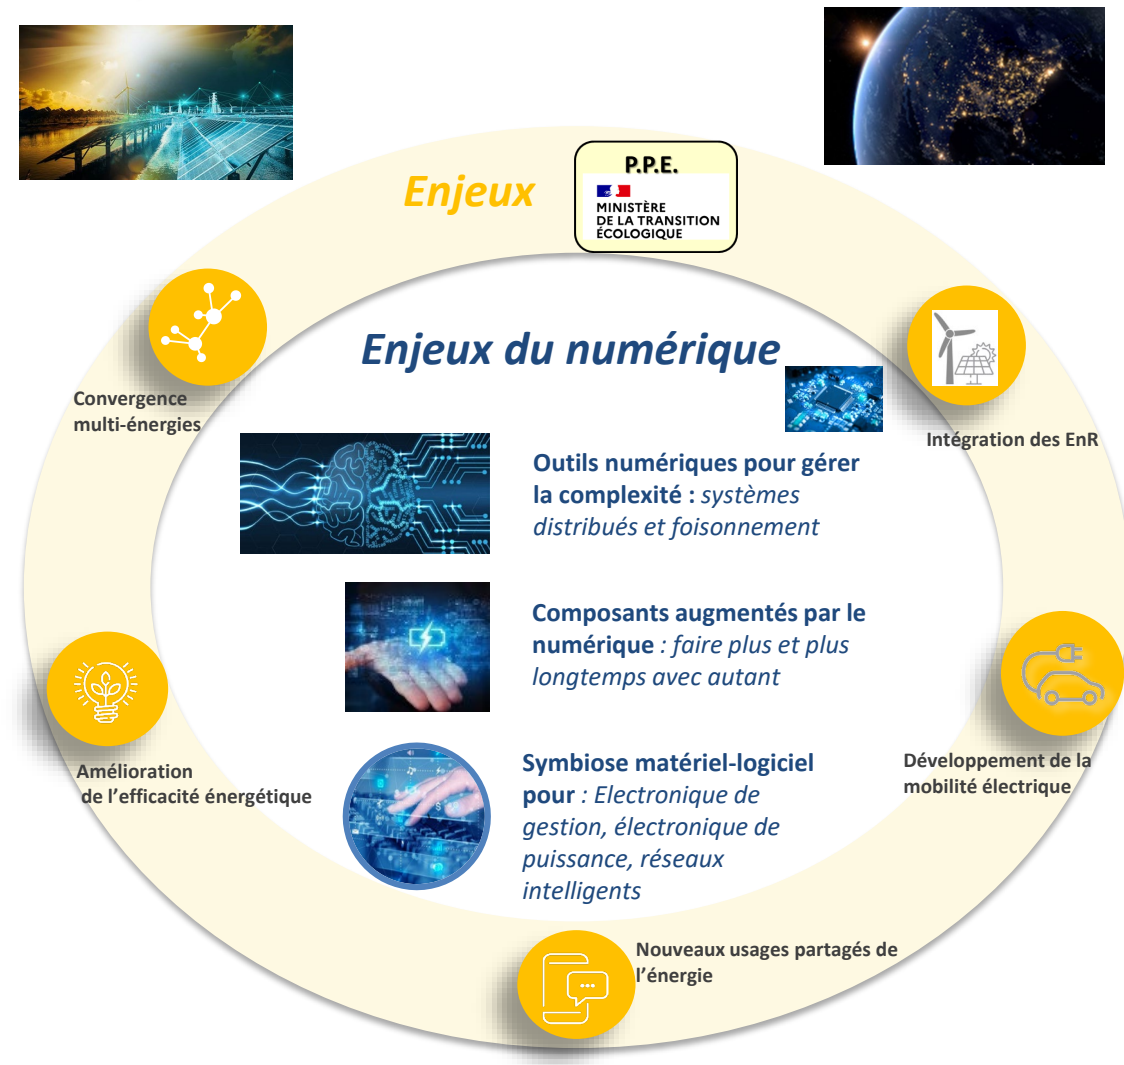 Enjeux
P.P.E.
MINISTÈRE
DE LA TRANSITION
ÉCOLOGIQUE
Enjeux du numérique
Convergence
multi-énergies
Intégration des EnR
Outils numériques pour gérer
la complexité : systèmes
distribués et foisonnement
Composants augmentés par le
numérique : faire plus et plus
longtemps avec autant
Symbiose matériel-logiciel
pour : Electronique de
gestion, électronique de
puissance, réseaux
intelligents
Amélioration
de l'efficacité énergétique
Développement de la
mobilité électrique
Nouveaux usages partagés de
l'énergie